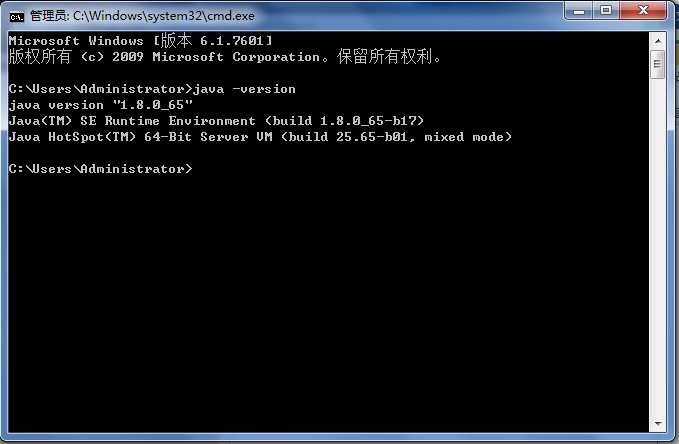 管理员: C:\Windows\system32\cmd.exe
Microsoft Windows [版本 6.1.7601]
版权所有 (c) 2009 Microsoft Corporation。保留所有权利。
C:\Users\Administrator>java -version
java version "1.8.0_65"
Java(TM) SE Runtime Environment (build 1.8.0_65-b17)
Java HotSpot(TM) 64-Bit Server VM (build 25.65-b01, mixed mode)
C:\Users\Administrator>